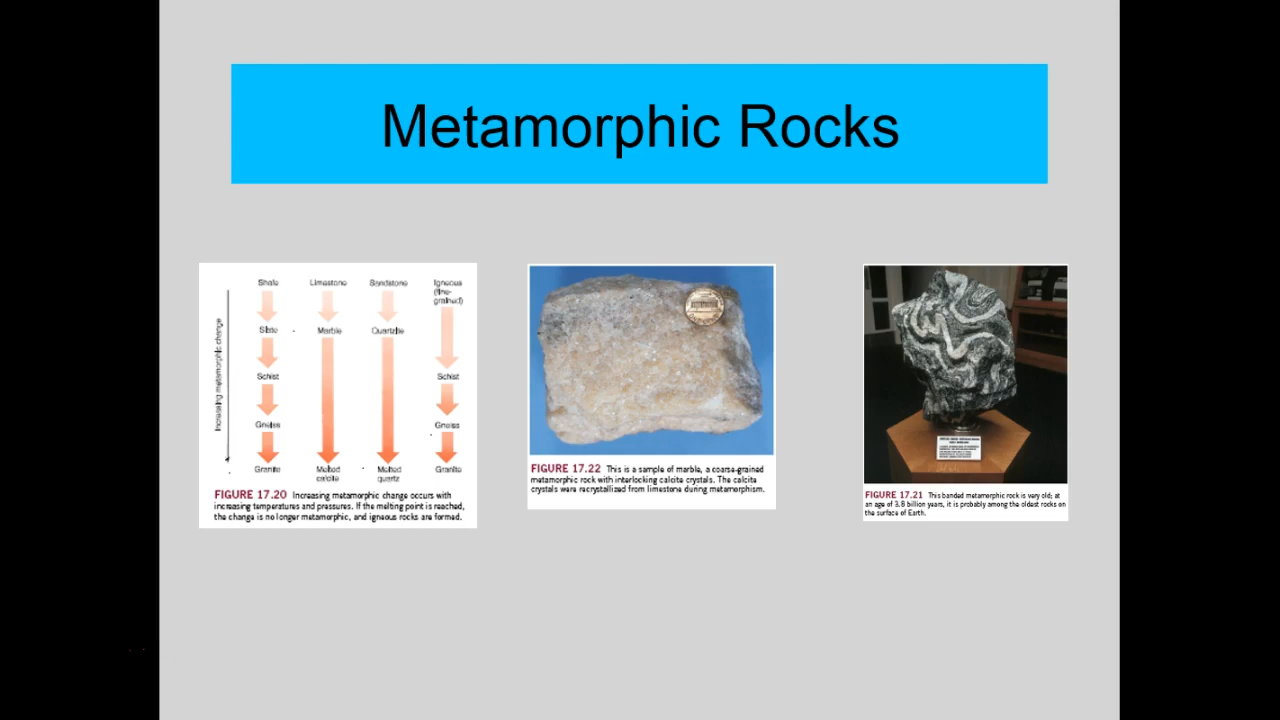 Metamorphic Rocks
Shale Limestone Sandstone Igneous
(fine-
grained)
Slate Marble Quartzite
Schist Schist
Gneiss Gneiss
Granite Melted Melted Granite
calcite quartz
Increasing metamorphic change
FIGURE 17.20 Increasing metamorphic change occurs with
increasing temperatures and pressures. If the melting point is reached,
the change is no longer metamorphic, and igneous rocks are formed.
FIGURE 17.22 This is a sample of marble, a coarse-grained
metamorphic rock with interlocking calcite crystals. The calcite
crystals were recrystallized from limestone during metamorphism.
FIGURE 17.21 This banded metamorphic rock is very old; at
an age of 3.8 billion years, it is probably among the oldest rocks on
the surface of Earth.